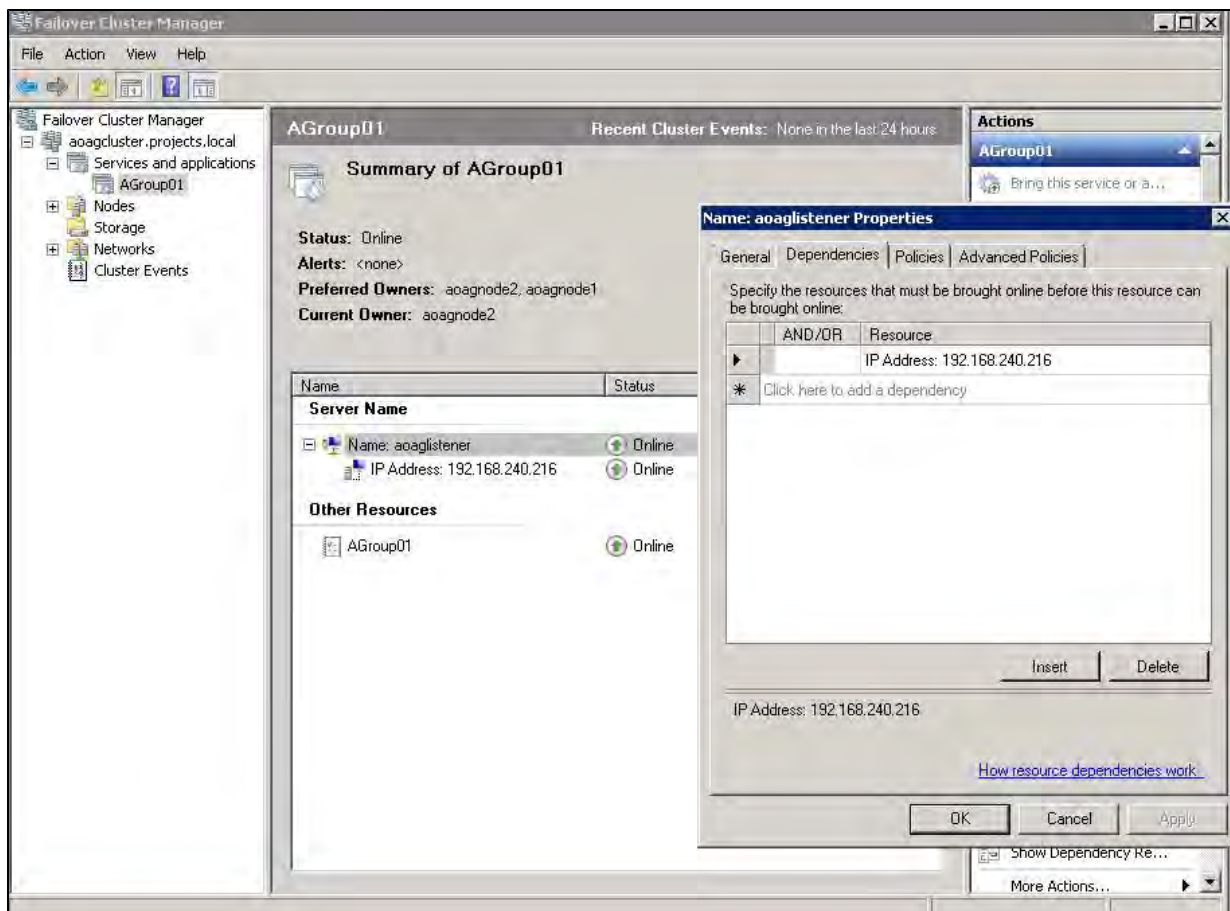 Failover Cluster Manager
File Action View Help
Failover Cluster Manager
aoagcluster.projects.local
Services and applications
AGroup01
Nodes
Storage
Networks
Cluster Events
AGroup01 Recent Cluster Events: None in the last 24 hours
Summary of AGroup01
Status: Online
Alerts: <none>
Preferred Owners: aoagnode2, aoagnode1
Current Owner: aoagnode2
Name Status
Server Name
Name: aoaglistener Online
IP Address: 192.168.240.216 Online
Other Resources
AGroup01 Online
Actions
AGroup01
Bring this service or a...
Name: aoaglistener Properties
General Dependencies Policies Advanced Policies
Specify the resources that must be brought online before this resource can
be brought online:
AND/OR Resource
IP Address: 192.168.240.216
Click here to add a dependency
Insert Delete
IP Address: 192.168.240.216
How resource dependencies work
OK Cancel Apply
Show Dependency Re...
More Actions...